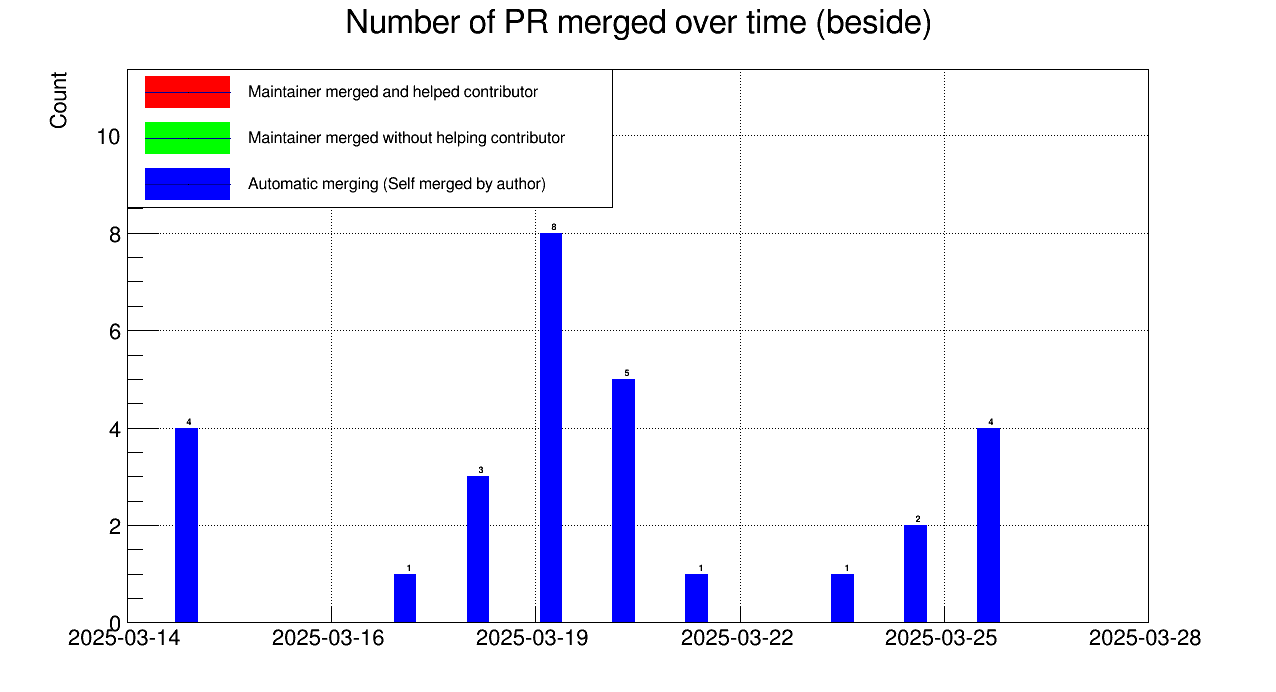 Number of PR merged over time (beside)
Count
Maintainer merged and helped contributor
Maintainer merged without helping contributor
Automatic merging (Self merged by author)
10
8
6
4
2
0
4
1
3
8
5
1
1
2
4
2025-03-14 2025-03-16 2025-03-19 2025-03-22 2025-03-25 2025-03-28